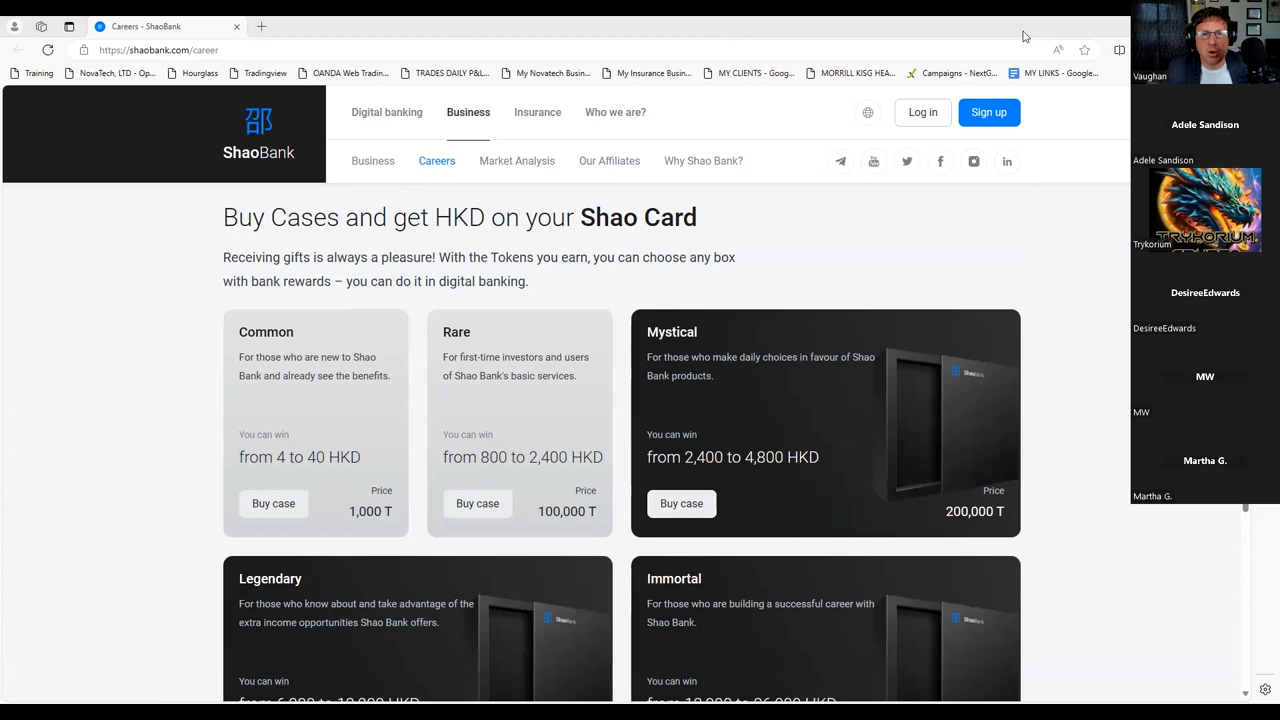 Careers - ShaoBank
https://shaobank.com/career
Training
NovaTech, LTD - Op...
Hourglass
Tradingview
OANDA Web Tradin...
TRADES DAILY P&L...
My Novatech Busin...
My Insurance Busin...
MY CLIENTS - Goog...
MORRILL KISG HEA...
Campaigns - NextG...
MY LINKS - Google...
邵
ShaoBank
Digital banking
Business
Insurance
Who we are?
Log in
Sign up
Business
Careers
Market Analysis
Our Affiliates
Why Shao Bank?
Buy Cases and get HKD on your Shao Card
Receiving gifts is always a pleasure! With the Tokens you earn, you can choose any box
with bank rewards – you can do it in digital banking.
Common
For those who are new to Shao
Bank and already see the benefits.
You can win
from 4 to 40 HKD
Buy case
Price
1,000 T
Rare
For first-time investors and users
of Shao Bank's basic services.
You can win
from 800 to 2,400 HKD
Buy case
Price
100,000 T
Mystical
For those who make daily choices in favour of Shao
Bank products.
You can win
from 2,400 to 4,800 HKD
Buy case
Price
200,000 T
邵 ShaoBank
Legendary
For those who know about and take advantage of the
extra income opportunities Shao Bank offers.
You can win
邵 ShaoBank
Immortal
For those who are building a successful career with
Shao Bank.
You can win
邵 ShaoBank
Vaughan
Adele Sandison
Adele Sandison
TRYKORIUM
Trykorium
DesireeEdwards
DesireeEdwards
MW
MW
Martha G.
Martha G.